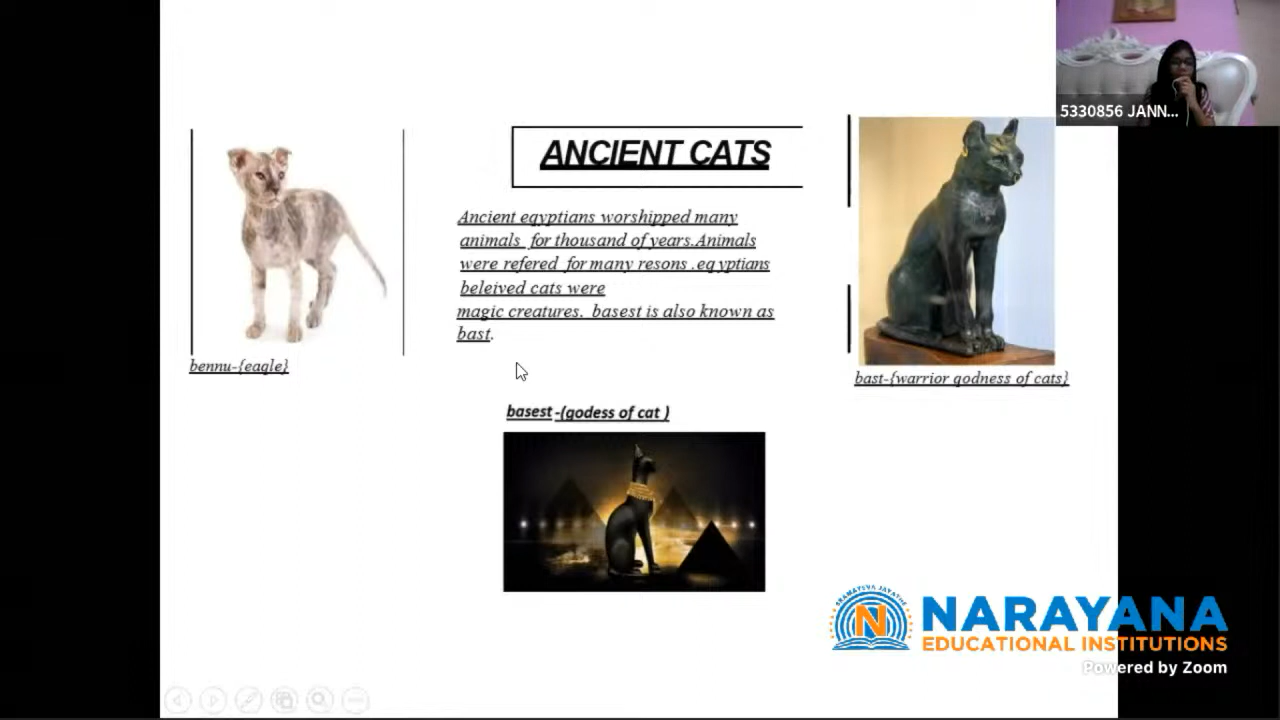 5330856 JANN...
ANCIENT CATS
Ancient eqyptians worshipped many
animals for thousand of years.Animals
were refered for many resons .eqyptians
beleived cats were
magic creatures. basest is also known as
bast.
bennu-{eagle}
bast-{warrior godness of cats}
basest -(godess of cat )
NARAYANA
EDUCATIONAL INSTITUTIONS
Powered by Zoom